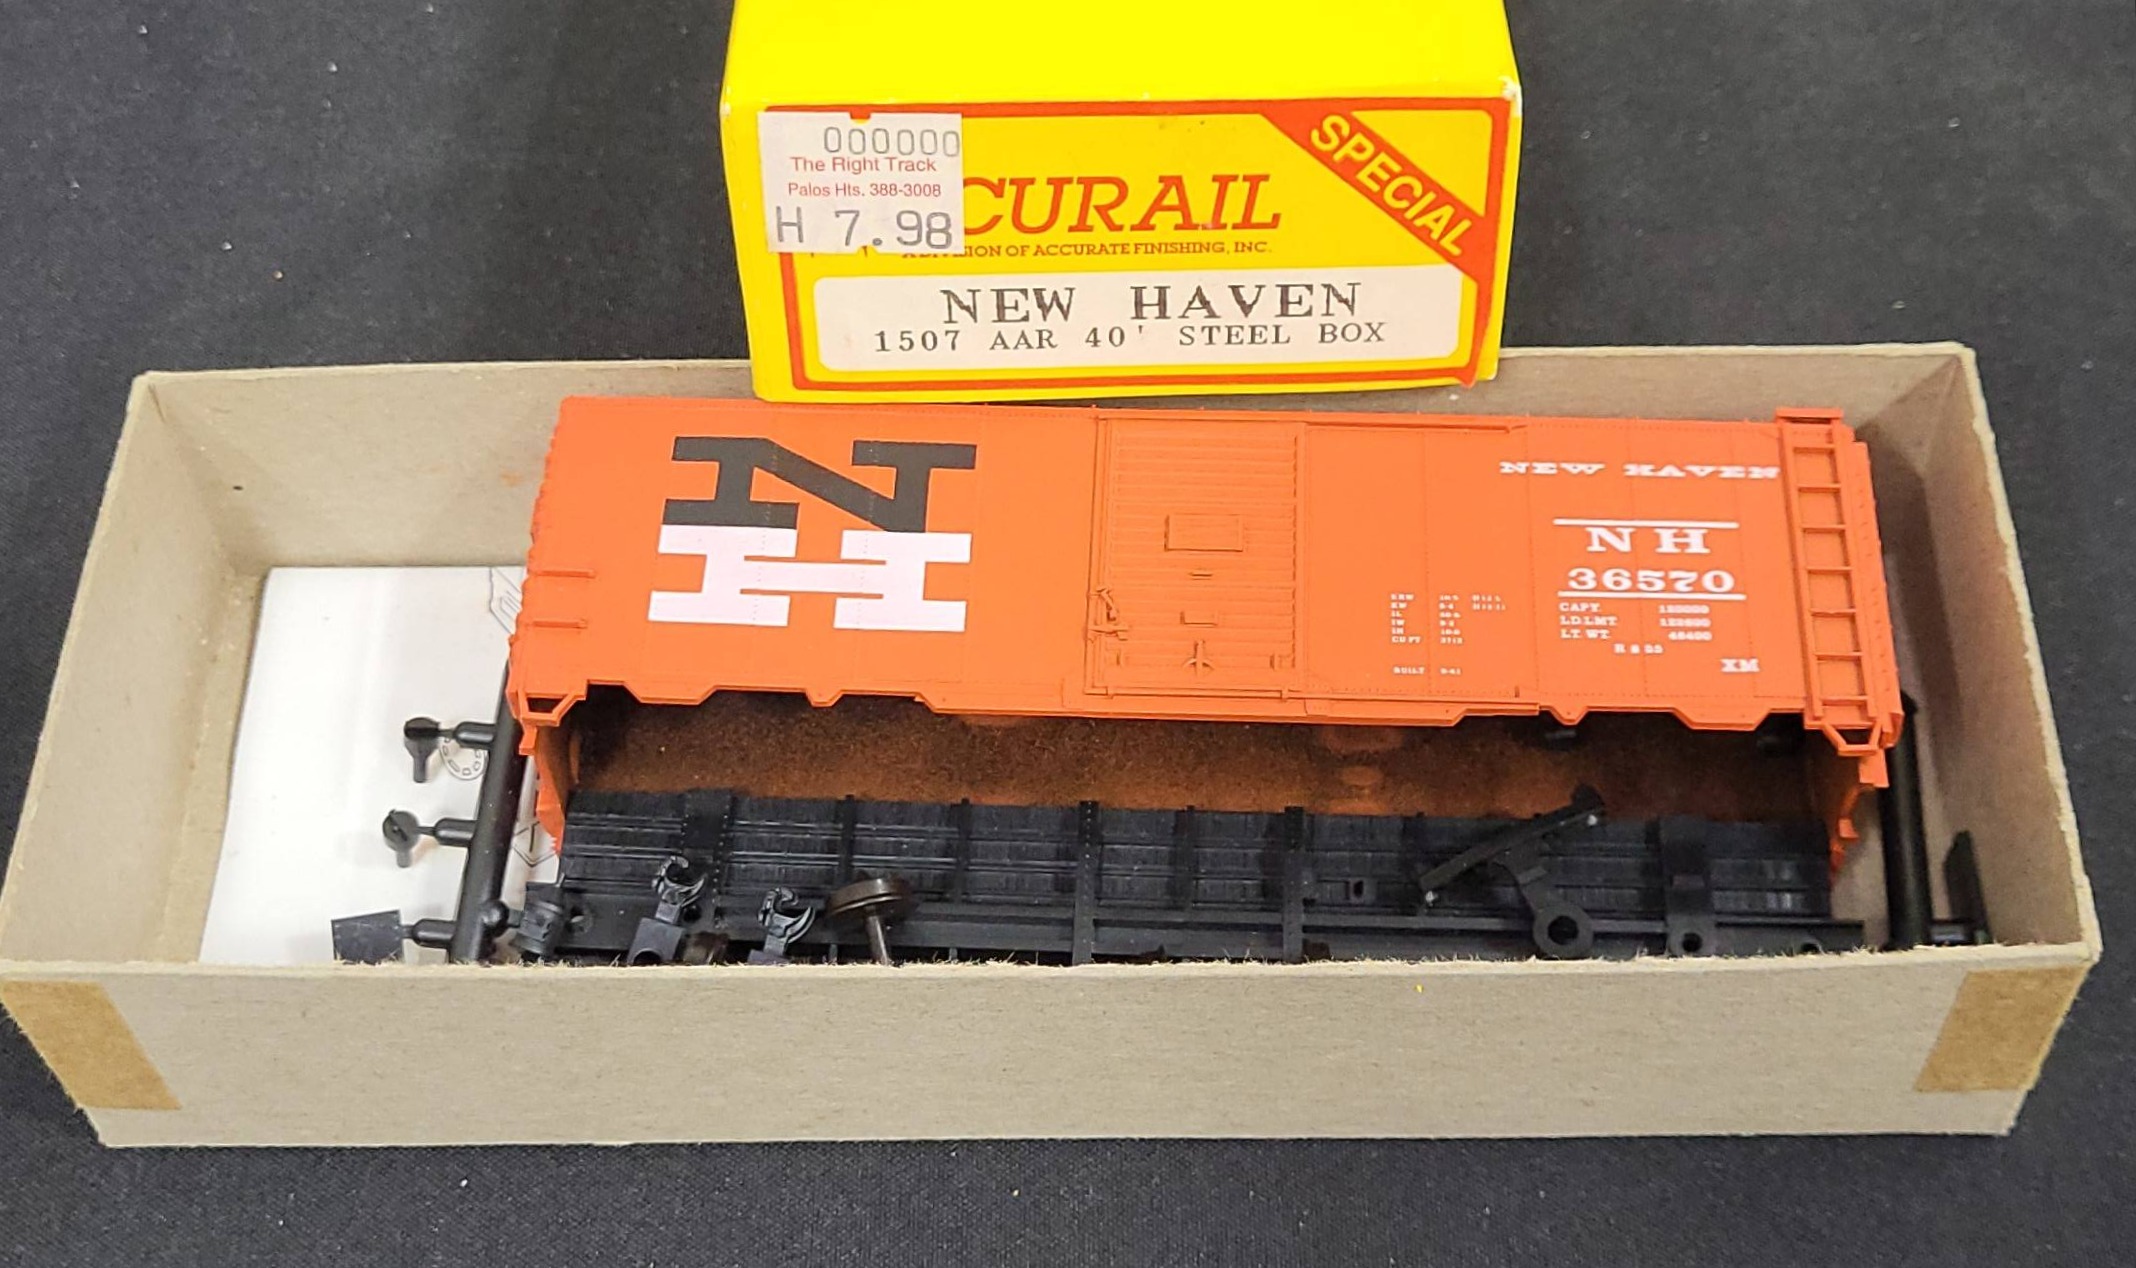 000000
The Right Track
Palos Hts. 388-3008
H 7.98
CURAIL
SPECIAL
ION OF ACCURATE FINISHING, INC.
NEW HAVEN
1507 AAR 40' STEEL BOX
N
H
NEW HAVEN
NH
36570
CAPY.
LD.LMT.
LT. WT.
XM
BUILT